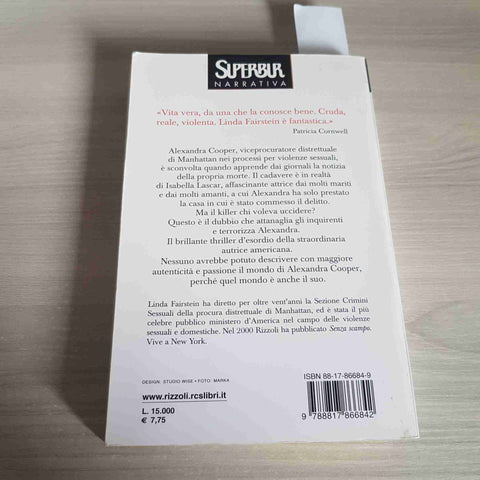 SUPERBUR
NARRATIVA
«Vita vera, da una che la conosce bene. Cruda,
reale, violenta. Linda Fairstein è fantastica.»
Patricia Cornwell
Alexandra Cooper, viceprocuratore distrettuale
di Manhattan nei processi per violenze sessuali,
è sconvolta quando apprende dai giornali la notizia
della propria morte. Il cadavere è in realtà
di Isabella Lascar, affascinante attrice dai molti mariti
e dai molti amanti, a cui Alexandra ha solo prestato
la casa in cui è stato commesso il delitto.
Ma il killer chi voleva uccidere?
Questo è il dubbio che attanaglia gli inquirenti
e terrorizza Alexandra.
Il brillante thriller d'esordio della straordinaria
autrice americana.
Nessuno avrebbe potuto descrivere con maggiore
autenticità e passione il mondo di Alexandra Cooper,
perché quel mondo è anche il suo.
Linda Fairstein ha diretto per oltre vent'anni la Sezione Crimini
Sessuali della procura distrettuale di Manhattan, ed è stata il più
celebre pubblico ministero d'America nel campo delle violenze
sessuali e domestiche. Nel 2000 Rizzoli ha pubblicato Senza scampo.
Vive a New York.
DESIGN: STUDIO WISE • FOTO: MARKA
www.rizzoli.rcslibri.it
L. 15.000
€ 7,75
ISBN 88-17-86684-9
9 788817 866842